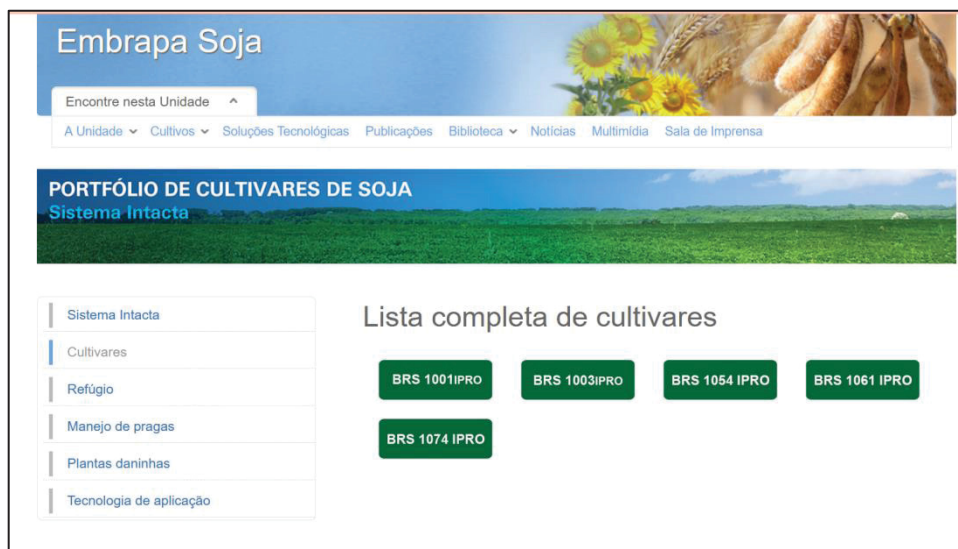 Embrapa Soja
Encontre nesta Unidade
A Unidade Cultivos Soluções Tecnológicas Publicações Biblioteca Notícias Multimídia Sala de Imprensa
PORTFÓLIO DE CULTIVARES DE SOJA
Sistema Intacta
Sistema Intacta
Cultivares
Refúgio
Manejo de pragas
Plantas daninhas
Tecnologia de aplicação
Lista completa de cultivares
BRS 1001IPRO BRS 1003IPRO BRS 1054 IPRO BRS 1061 IPRO
BRS 1074 IPRO